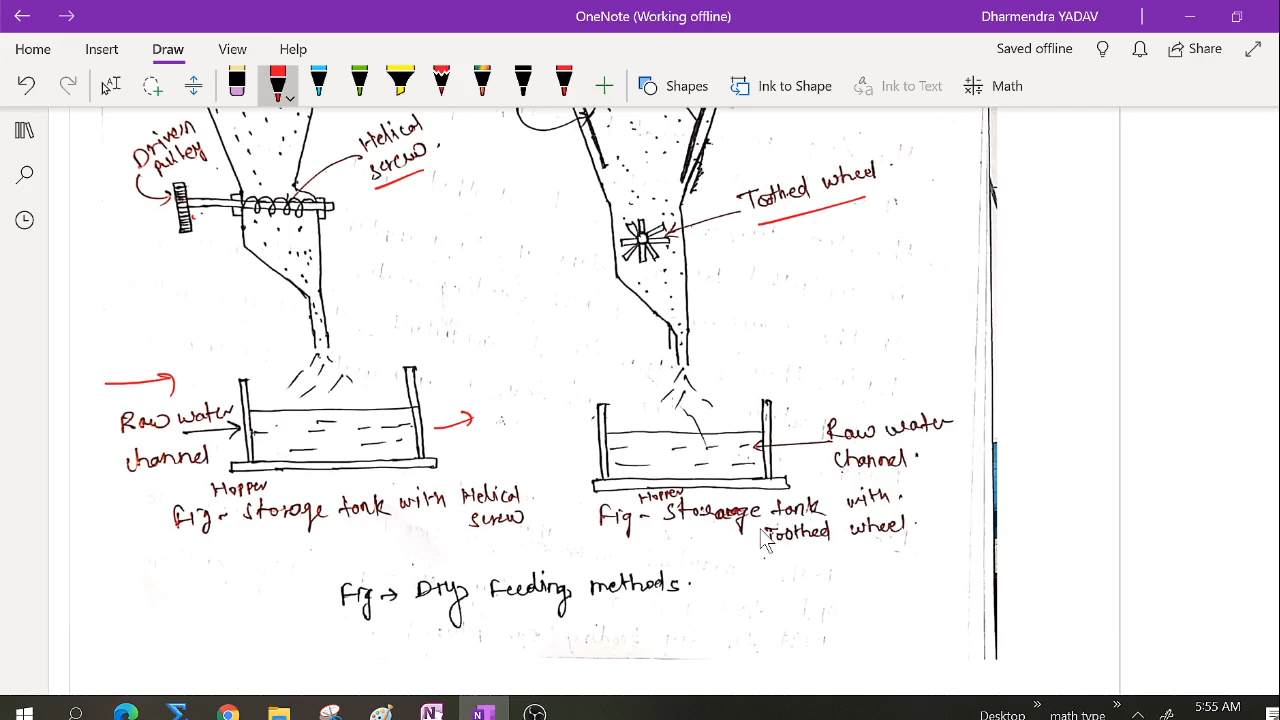 OneNote (Working offline)
Dharmendra YADAV
Home
Insert
Draw
View
Help
Saved offline
Share
Shapes
Ink to Shape
Ink to Text
Math
Driven
pulley
Helical
screw.
Toothed wheel
Raw water
channel
Raw water
channel.
Hopper
Fig - Storage tank with Helical
screw
Hopper
Fig - Storage tank with
Toothed wheel.
Fig → Dry Feeding methods.
Desktop
math type
5:55 AM